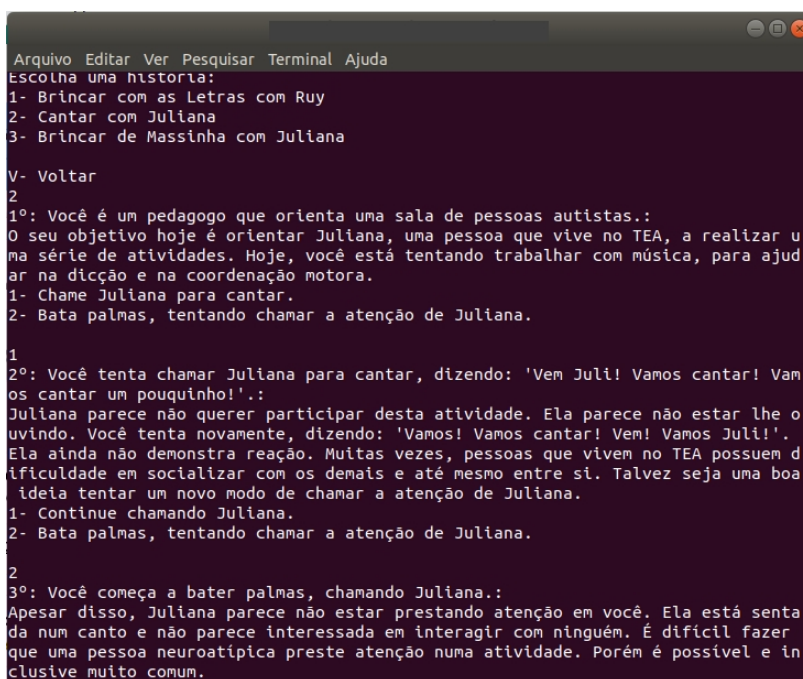 Arquivo Editar Ver Pesquisar Terminal Ajuda
Escolha uma história:
1- Brincar com as Letras com Ruy
2- Cantar com Juliana
3- Brincar de Massinha com Juliana
V- Voltar
2
1º: Você é um pedagogo que orienta uma sala de pessoas autistas.:
O seu objetivo hoje é orientar Juliana, uma pessoa que vive no TEA, a realizar u
ma série de atividades. Hoje, você está tentando trabalhar com música, para ajud
ar na dicção e na coordenação motora.
1- Chame Juliana para cantar.
2- Bata palmas, tentando chamar a atenção de Juliana.
1
2º: Você tenta chamar Juliana para cantar, dizendo: 'Vem Juli! Vamos cantar! Vam
os cantar um pouquinho!'.:
Juliana parece não querer participar desta atividade. Ela parece não estar lhe o
uvindo. Você tenta novamente, dizendo: 'Vamos! Vamos cantar! Vem! Vamos Juli!'.
Ela ainda não demonstra reação. Muitas vezes, pessoas que vivem no TEA possuem d
ificuldade em socializar com os demais e até mesmo entre si. Talvez seja uma boa
ideia tentar um novo modo de chamar a atenção de Juliana.
1- Continue chamando Juliana.
2- Bata palmas, tentando chamar a atenção de Juliana.
2
3º: Você começa a bater palmas, chamando Juliana.:
Apesar disso, Juliana parece não estar prestando atenção em você. Ela está senta
da num canto e não parece interessada em interagir com ninguém. É difícil fazer
que uma pessoa neuroatípica preste atenção numa atividade. Porém é possível e in
clusive muito comum.